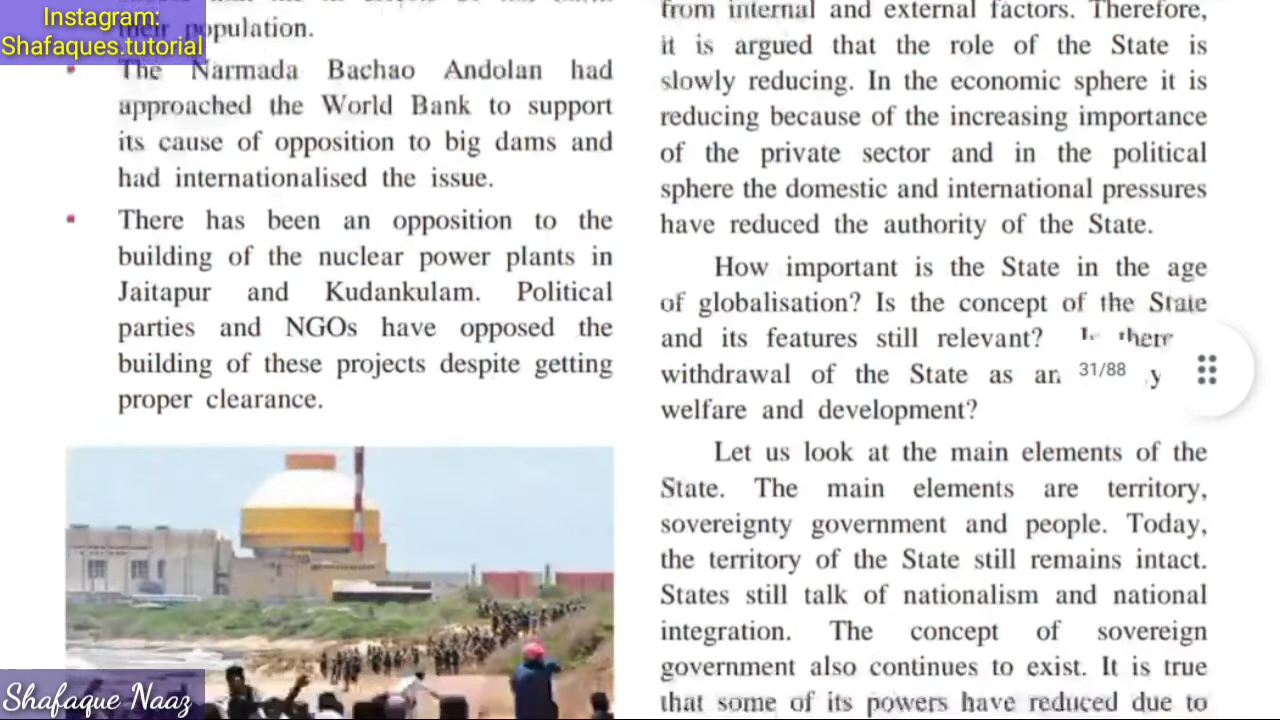 Instagram:
Shafaques.tutorial
their population.
The Narmada Bachao Andolan had
approached the World Bank to support
its cause of opposition to big dams and
had internationalised the issue.
There has been an opposition to the
building of the nuclear power plants in
Jaitapur and Kudankulam. Political
parties and NGOs have opposed the
building of these projects despite getting
proper clearance.
from internal and external factors. Therefore,
it is argued that the role of the State is
slowly reducing. In the economic sphere it is
reducing because of the increasing importance
of the private sector and in the political
sphere the domestic and international pressures
have reduced the authority of the State.
How important is the State in the age
of globalisation? Is the concept of the State
and its features still relevant? Is there
withdrawal of the State as an
welfare and development?
31/88
Let us look at the main elements of the
State. The main elements are territory,
sovereignty government and people. Today,
the territory of the State still remains intact.
States still talk of nationalism and national
integration. The concept of sovereign
government also continues to exist. It is true
that some of its powers have reduced due to
Shafaque Naaz